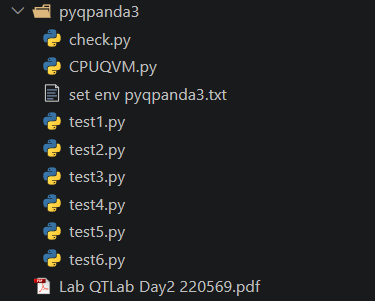 pyqpanda3
check.py
CPUQVM.py
set env pyqpanda3.txt
test1.py
test2.py
test3.py
test4.py
test5.py
test6.py
Lab QTLab Day2 220569.pdf